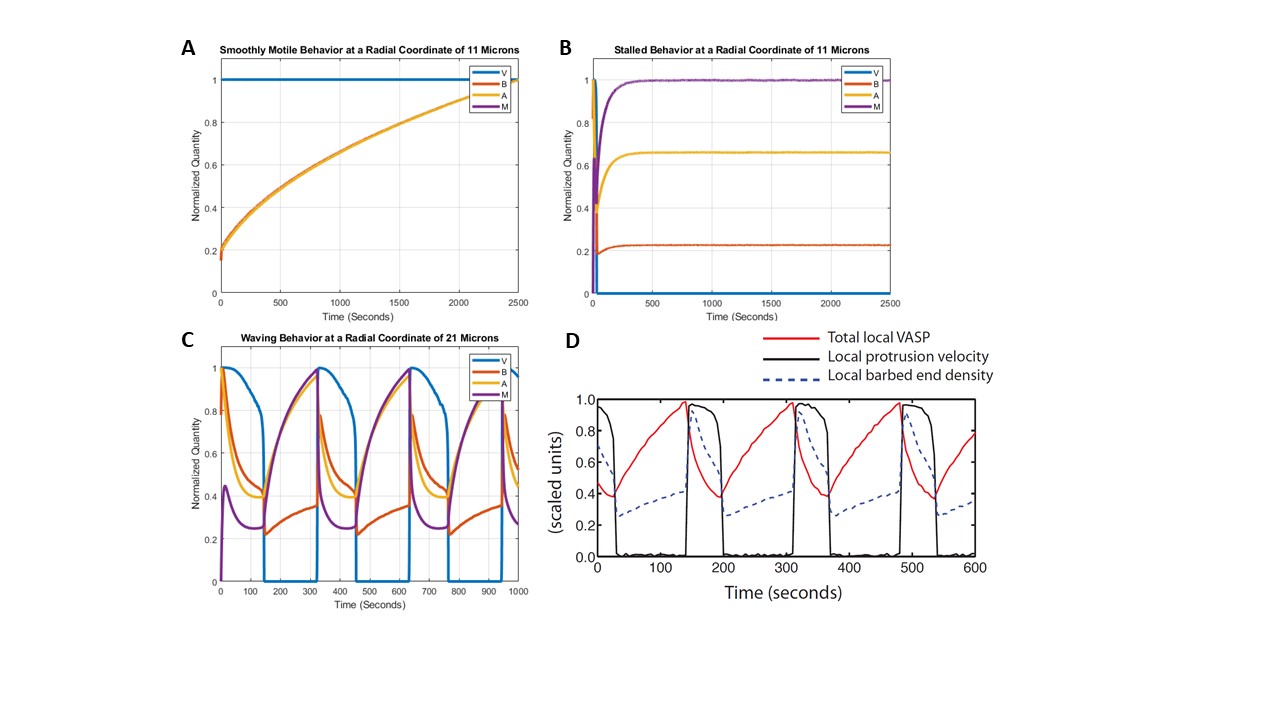 A
Smoothly Motile Behavior at a Radial Coordinate of 11 Microns
V
B
A
M
Normalized Quantity
1
0.8
0.6
0.4
0.2
0
0 500 1000 1500 2000 2500
Time (Seconds)
B
Stalled Behavior at a Radial Coordinate of 11 Microns
V
B
A
M
Normalized Quantity
1
0.8
0.6
0.4
0.2
0
0 500 1000 1500 2000 2500
Time (Seconds)
C
Waving Behavior at a Radial Coordinate of 21 Microns
V
B
A
M
Normalized Quantity
1
0.8
0.6
0.4
0.2
0
0 100 200 300 400 500 600 700 800 900 1000
Time (Seconds)
D
Total local VASP
Local protrusion velocity
Local barbed end density
(scaled units)
1.0
0.8
0.6
0.4
0.2
0.0
0 100 200 300 400 500 600
Time (seconds)